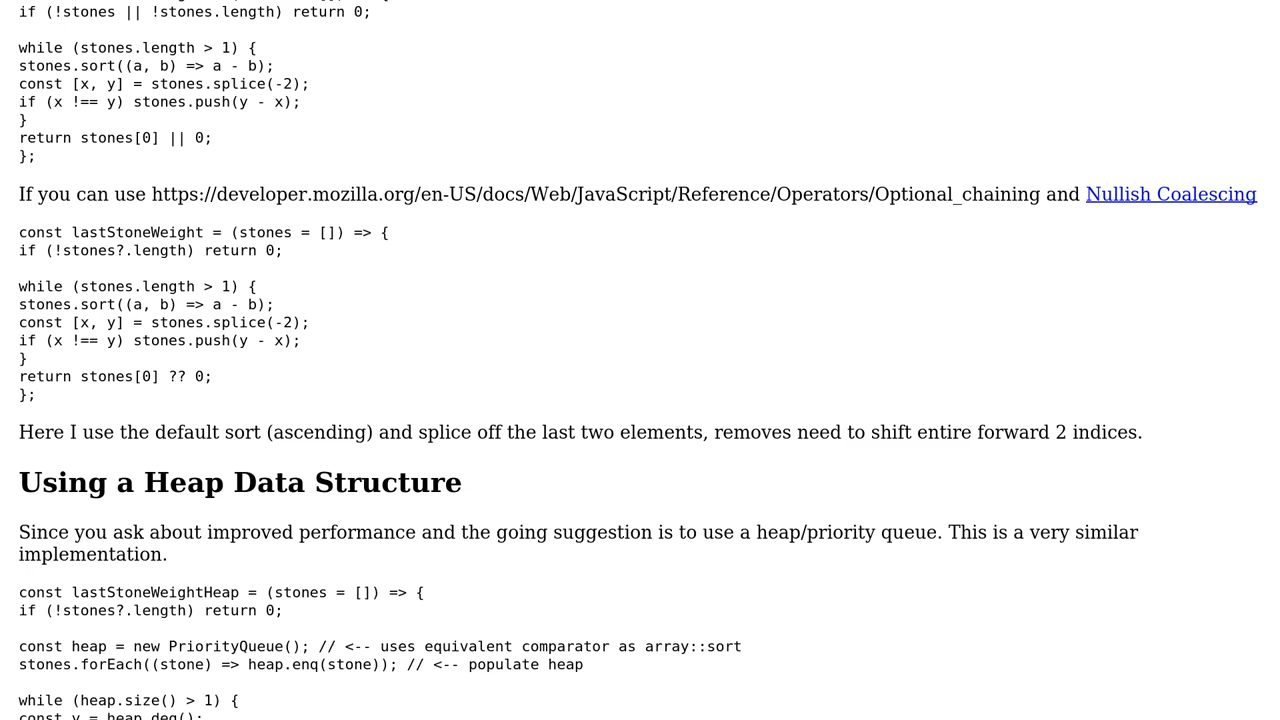 if (!stones || !stones.length) return 0;
while (stones.length > 1) {
stones.sort((a, b) => a - b);
const [x, y] = stones.splice(-2);
if (x !== y) stones.push(y - x);
}
return stones[0] || 0;
};
If you can use https://developer.mozilla.org/en-US/docs/Web/JavaScript/Reference/Operators/Optional_chaining and Nullish Coalescing
const lastStoneWeight = (stones = []) => {
if (!stones?.length) return 0;
while (stones.length > 1) {
stones.sort((a, b) => a - b);
const [x, y] = stones.splice(-2);
if (x !== y) stones.push(y - x);
}
return stones[0] ?? 0;
};
Here I use the default sort (ascending) and splice off the last two elements, removes need to shift entire forward 2 indices.
Using a Heap Data Structure
Since you ask about improved performance and the going suggestion is to use a heap/priority queue. This is a very similar
implementation.
const lastStoneWeightHeap = (stones = []) => {
if (!stones?.length) return 0;
const heap = new PriorityQueue(); // <-- uses equivalent comparator as array::sort
stones.forEach((stone) => heap.enq(stone)); // <-- populate heap
while (heap.size() > 1) {
const y = heap.deq();